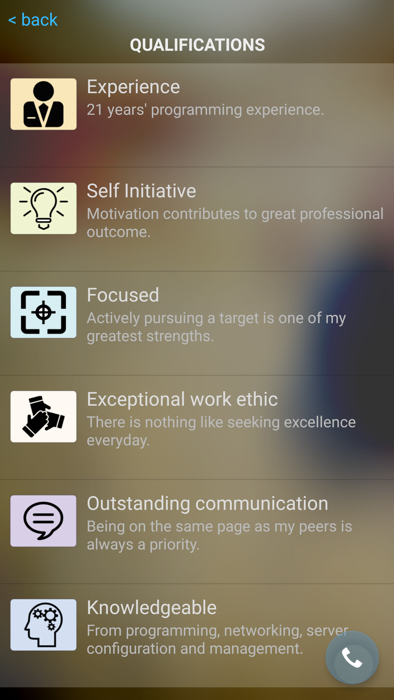 < back
QUALIFICATIONS
Experience
21 years' programming experience.
Self Initiative
Motivation contributes to great professional
outcome.
Focused
Actively pursuing a target is one of my
greatest strengths.
Exceptional work ethic
There is nothing like seeking excellence
everyday.
Outstanding communication
Being on the same page as my peers is
always a priority.
Knowledgeable
From programming, networking, server
configuration and management.